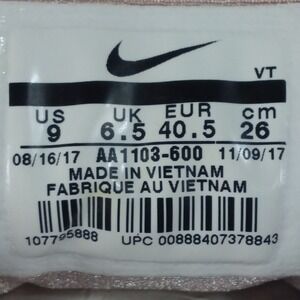 VT
US UK EUR cm
9 6.5 40.5 26
08/16/17 AA1103-600 11/09/17
MADE IN VIETNAM
FABRIQUE AU VIETNAM
107795888 UPC 00888407378843